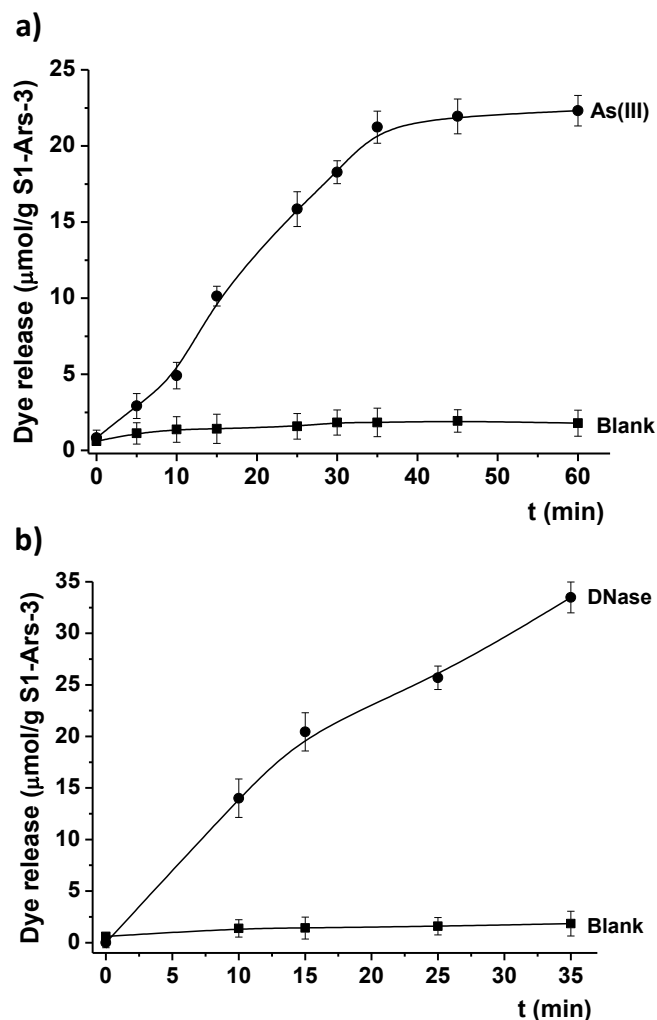 a)
25
20
15
10
5
0
Dye release (μmol/g S1-Ars-3)
As(III)
Blank
0 10 20 30 40 50 60
t (min)
b)
35
30
25
20
15
10
5
0
Dye release (μmol/g S1-Ars-3)
DNase
Blank
0 5 10 15 20 25 30 35
t (min)